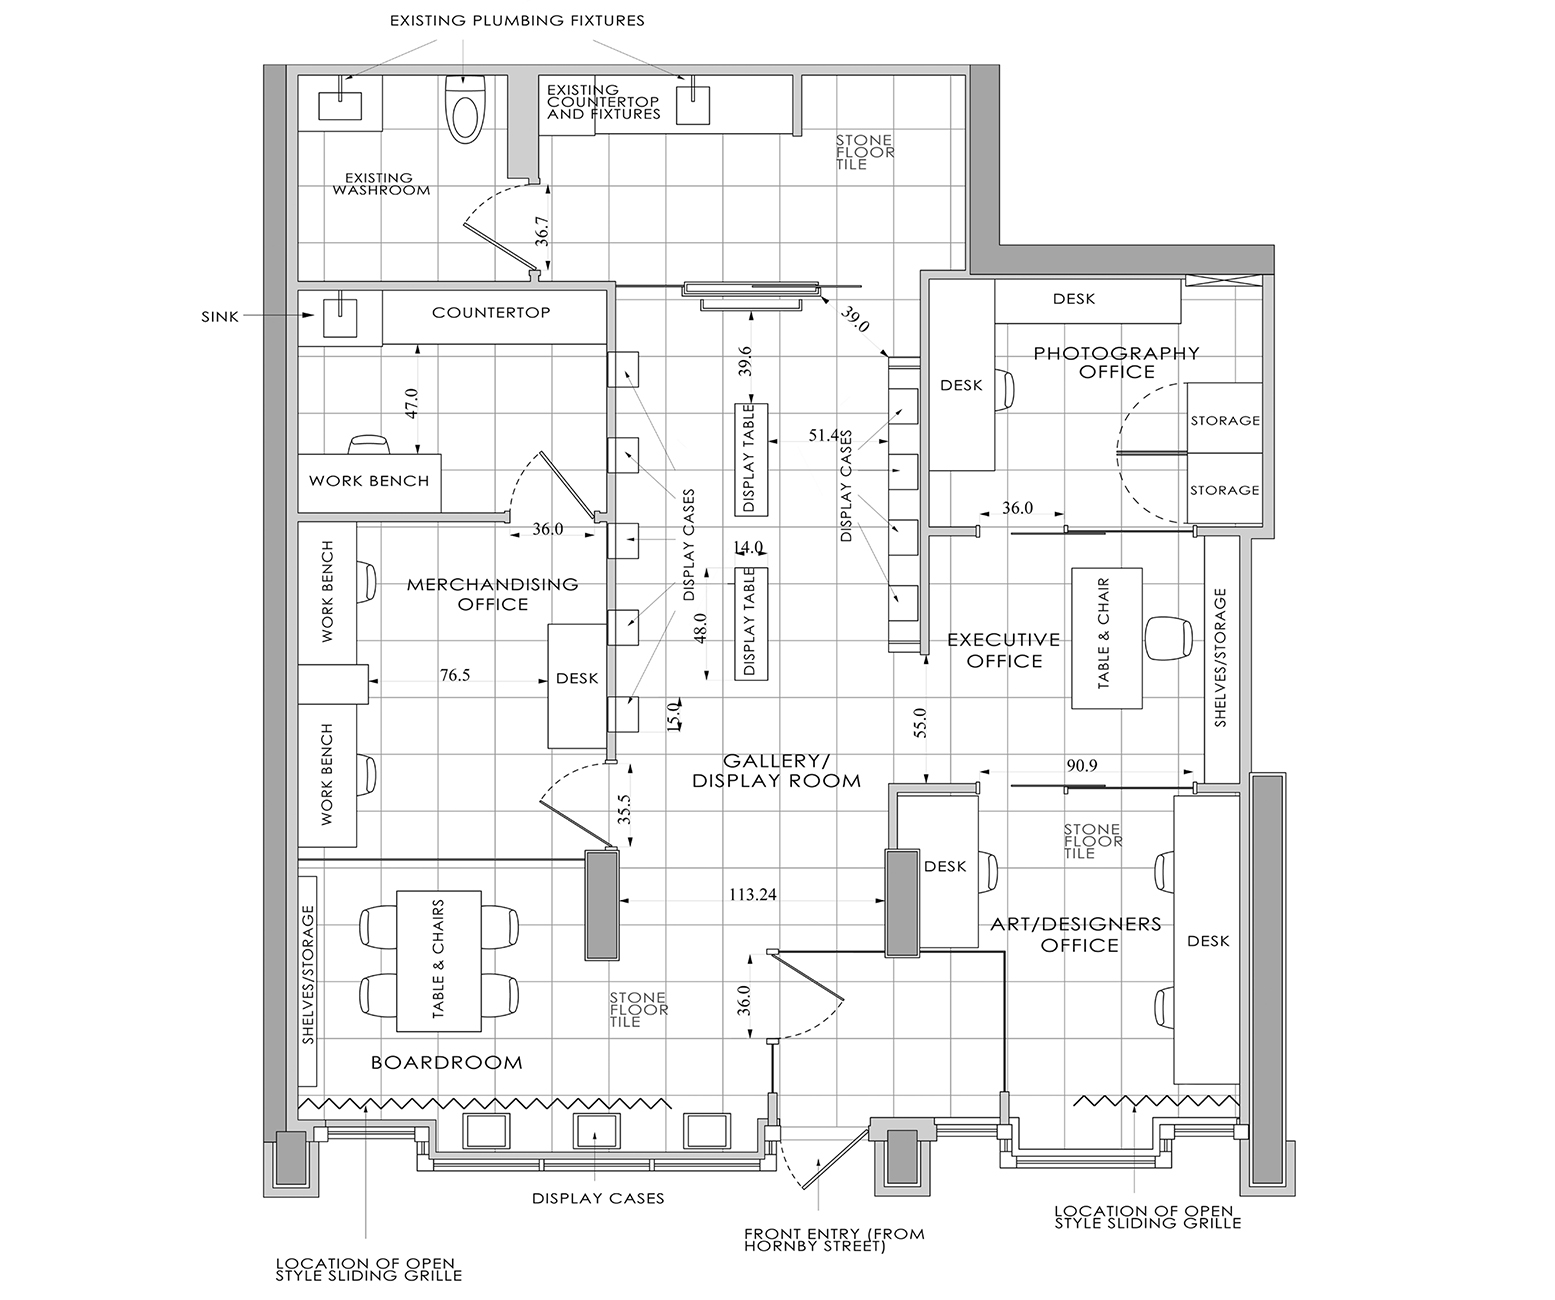 EXISTING PLUMBING FIXTURES
EXISTING
COUNTERTOP
AND FIXTURES
STONE
FLOOR
TILE
EXISTING
WASHROOM
36.7
SINK
COUNTERTOP
39.0
DESK
PHOTOGRAPHY
OFFICE
39.6
DESK
47.0
STORAGE
DISPLAY TABLE
51.4
DISPLAY CASES
WORK BENCH
STORAGE
36.0
36.0
DISPLAY CASES
14.0
WORK BENCH
MERCHANDISING
OFFICE
DISPLAY TABLE
48.0
EXECUTIVE
OFFICE
TABLE & CHAIR
SHELVES/STORAGE
76.5
DESK
15.0
55.0
WORK BENCH
GALLERY/
DISPLAY ROOM
90.9
35.5
STONE
FLOOR
TILE
DESK
113.24
SHELVES/STORAGE
TABLE & CHAIRS
ART/DESIGNERS
OFFICE
DESK
STONE
FLOOR
TILE
36.0
BOARDROOM
DISPLAY CASES
FRONT ENTRY (FROM
HORNBY STREET)
LOCATION OF OPEN
STYLE SLIDING GRILLE
LOCATION OF OPEN
STYLE SLIDING GRILLE